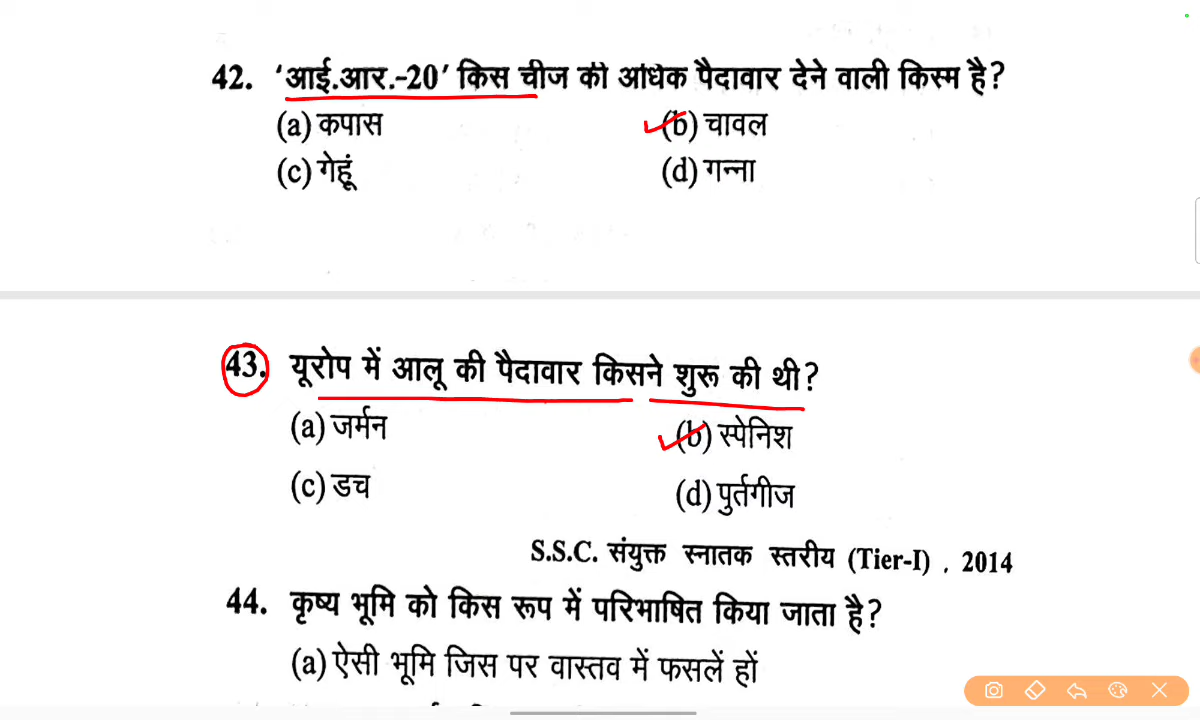 42. 'आई.आर.-20' किस चीज की अधिक पैदावार देने वाली किस्म है?
(a) कपास (b) चावल
(c) गेहूं (d) गन्ना
43. यूरोप में आलू की पैदावार किसने शुरू की थी?
(a) जर्मन (b) स्पेनिश
(c) डच (d) पुर्तगीज
S.S.C. संयुक्त स्नातक स्तरीय (Tier-I) , 2014
44. कृष्य भूमि को किस रूप में परिभाषित किया जाता है?
(a) ऐसी भूमि जिस पर वास्तव में फसलें हों